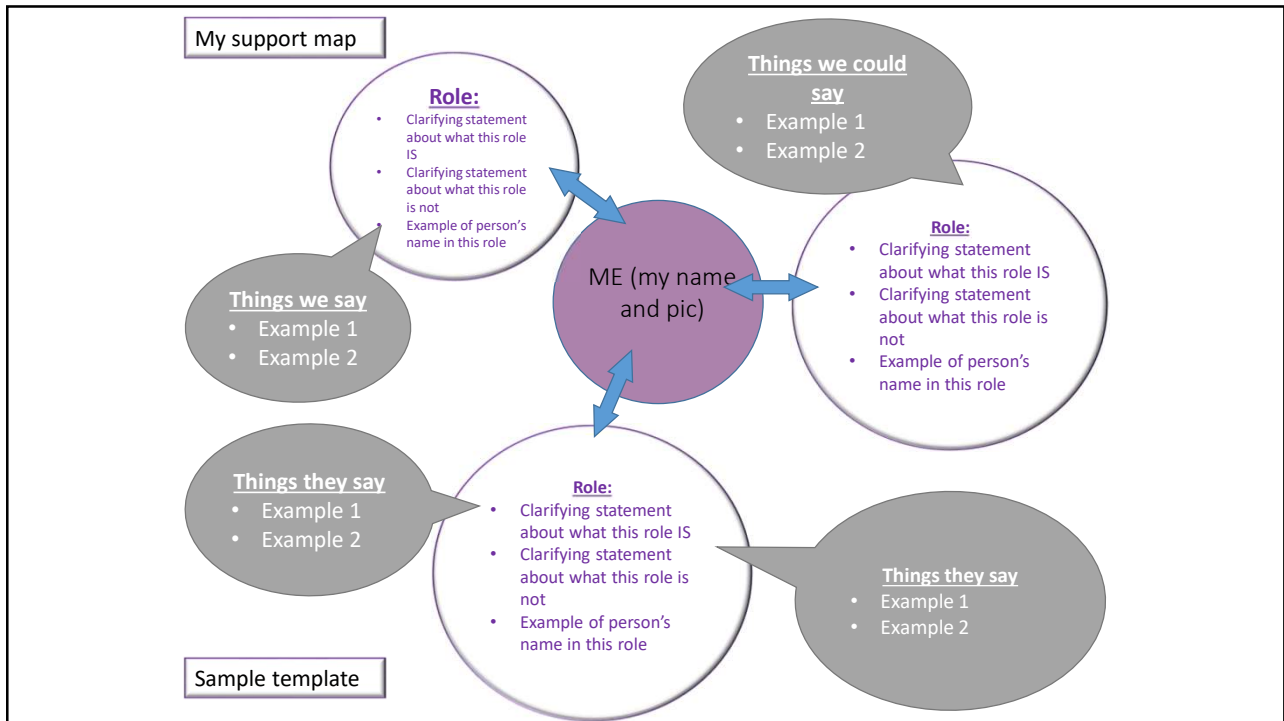 My support map
Role:
• Clarifying statement
about what this role
IS
• Clarifying statement
about what this role
is not
• Example of person's
name in this role
Things we could
say
• Example 1
• Example 2
Things we say
• Example 1
• Example 2
ME (my name
and pic)
Role:
• Clarifying statement
about what this role IS
• Clarifying statement
about what this role is
not
• Example of person's
name in this role
Things they say
• Example 1
• Example 2
Role:
• Clarifying statement
about what this role IS
• Clarifying statement
about what this role is
not
• Example of person's
name in this role
Things they say
• Example 1
• Example 2
Sample template